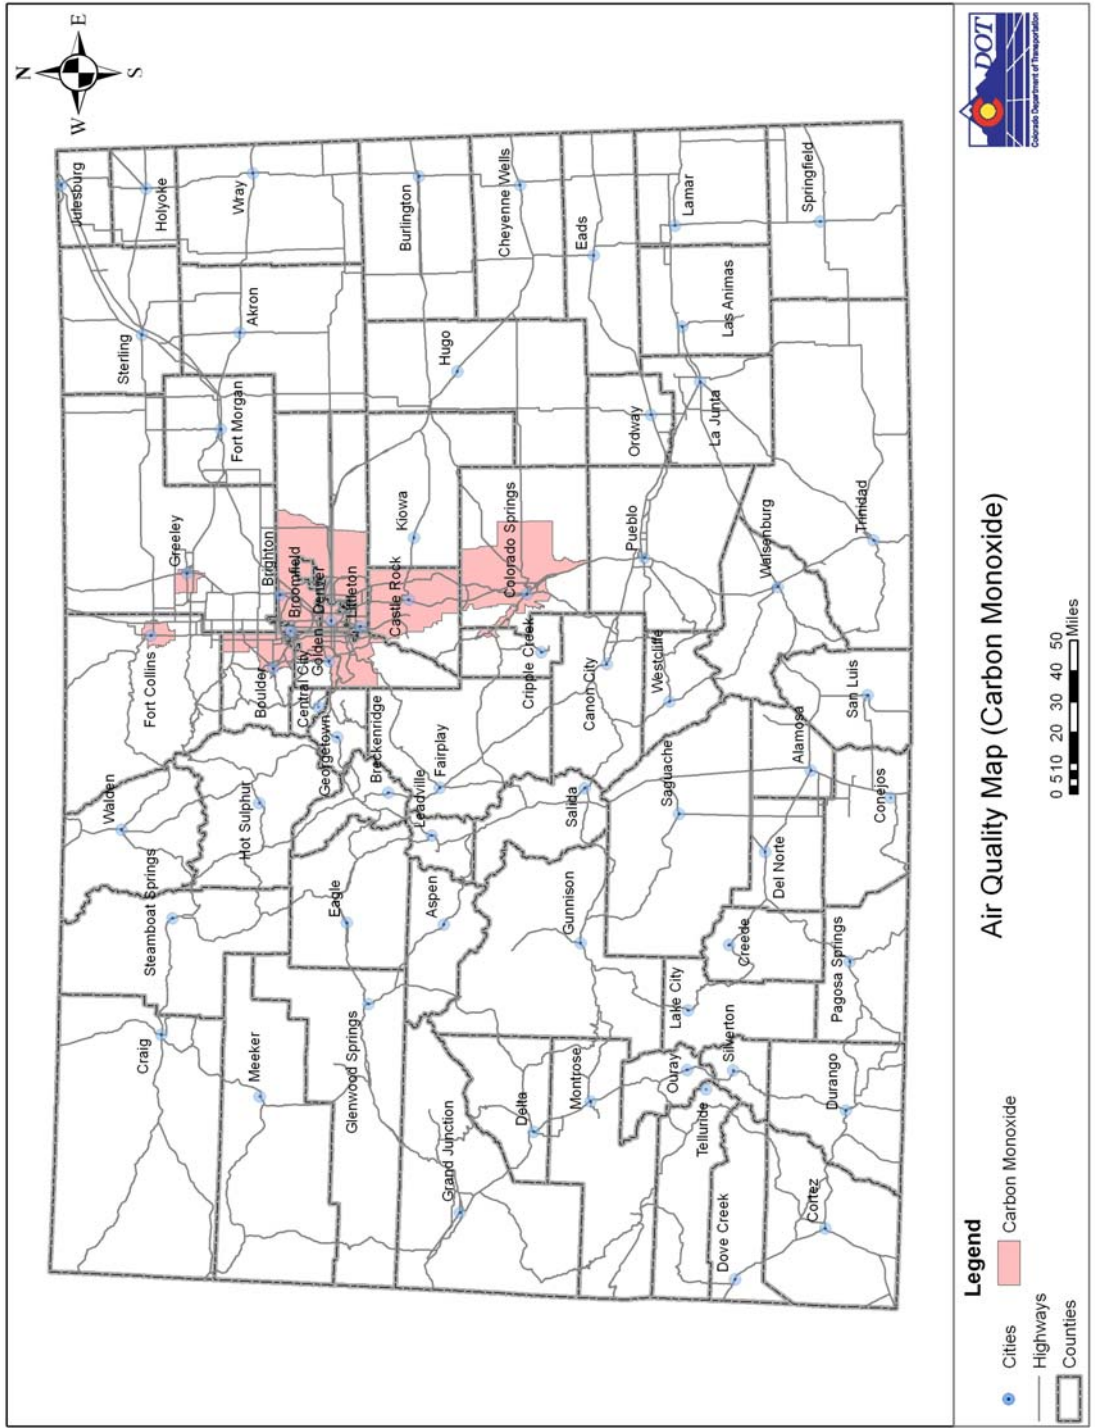 N
W
E
S
Julesburg
Holyoke
Wray
Sterling
Akron
Fort Morgan
Burlington
Cheyenne Wells
Eads
Lamar
Springfield
Las Animas
Hugo
Ordway
La Junta
Greeley
Fort Collins
Brighton
Broomfield
Denver
Littleton
Golden
Boulder
Central City
Georgetown
Kiowa
Castle Rock
Colorado Springs
Cripple Creek
Pueblo
Walsenburg
Trinidad
Canon City
Westcliffe
San Luis
Alamosa
Conejos
Breckenridge
Fairplay
Leadville
Salida
Saguache
Del Norte
Walden
Hot Sulphur
Steamboat Springs
Eagle
Aspen
Gunnison
Creede
Pagosa Springs
Lake City
Silverton
Craig
Meeker
Glenwood Springs
Grand Junction
Delta
Montrose
Ouray
Telluride
Durango
Dove Creek
Cortez
Legend
Cities
Highways
Counties
Carbon Monoxide
Air Quality Map (Carbon Monoxide)
0 5 10 20 30 40 50
Miles
DOT
Colorado Department of Transportation